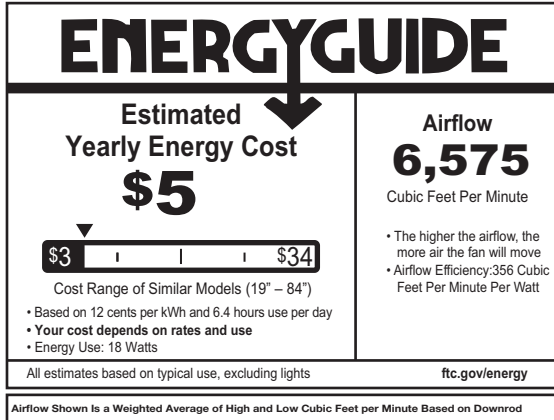 ENERGYGUIDE
Estimated
Yearly Energy Cost
$5
$3
$34
Cost Range of Similar Models (19” – 84”)
• Based on 12 cents per kWh and 6.4 hours use per day
• Your cost depends on rates and use
• Energy Use: 18 Watts
Airflow
6,575
Cubic Feet Per Minute
• The higher the airflow, the
more air the fan will move
• Airflow Efficiency:356 Cubic
Feet Per Minute Per Watt
All estimates based on typical use, excluding lights
ftc.gov/energy
Airflow Shown Is a Weighted Average of High and Low Cubic Feet per Minute Based on Downrod